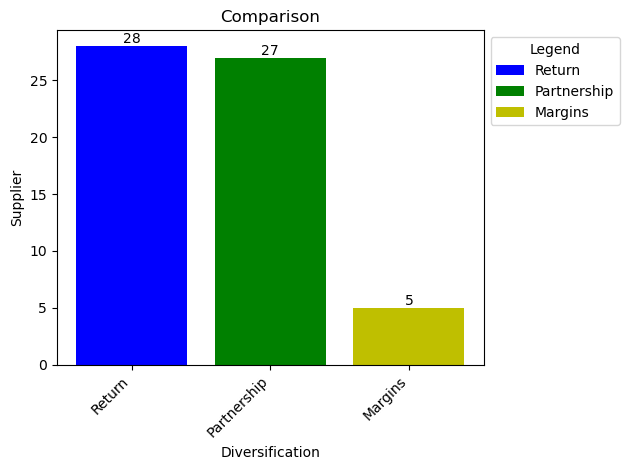 Comparison
28
27
5
Supplier
25
20
15
10
5
0
Return
Partnership
Margins
Diversification
Legend
Return
Partnership
Margins